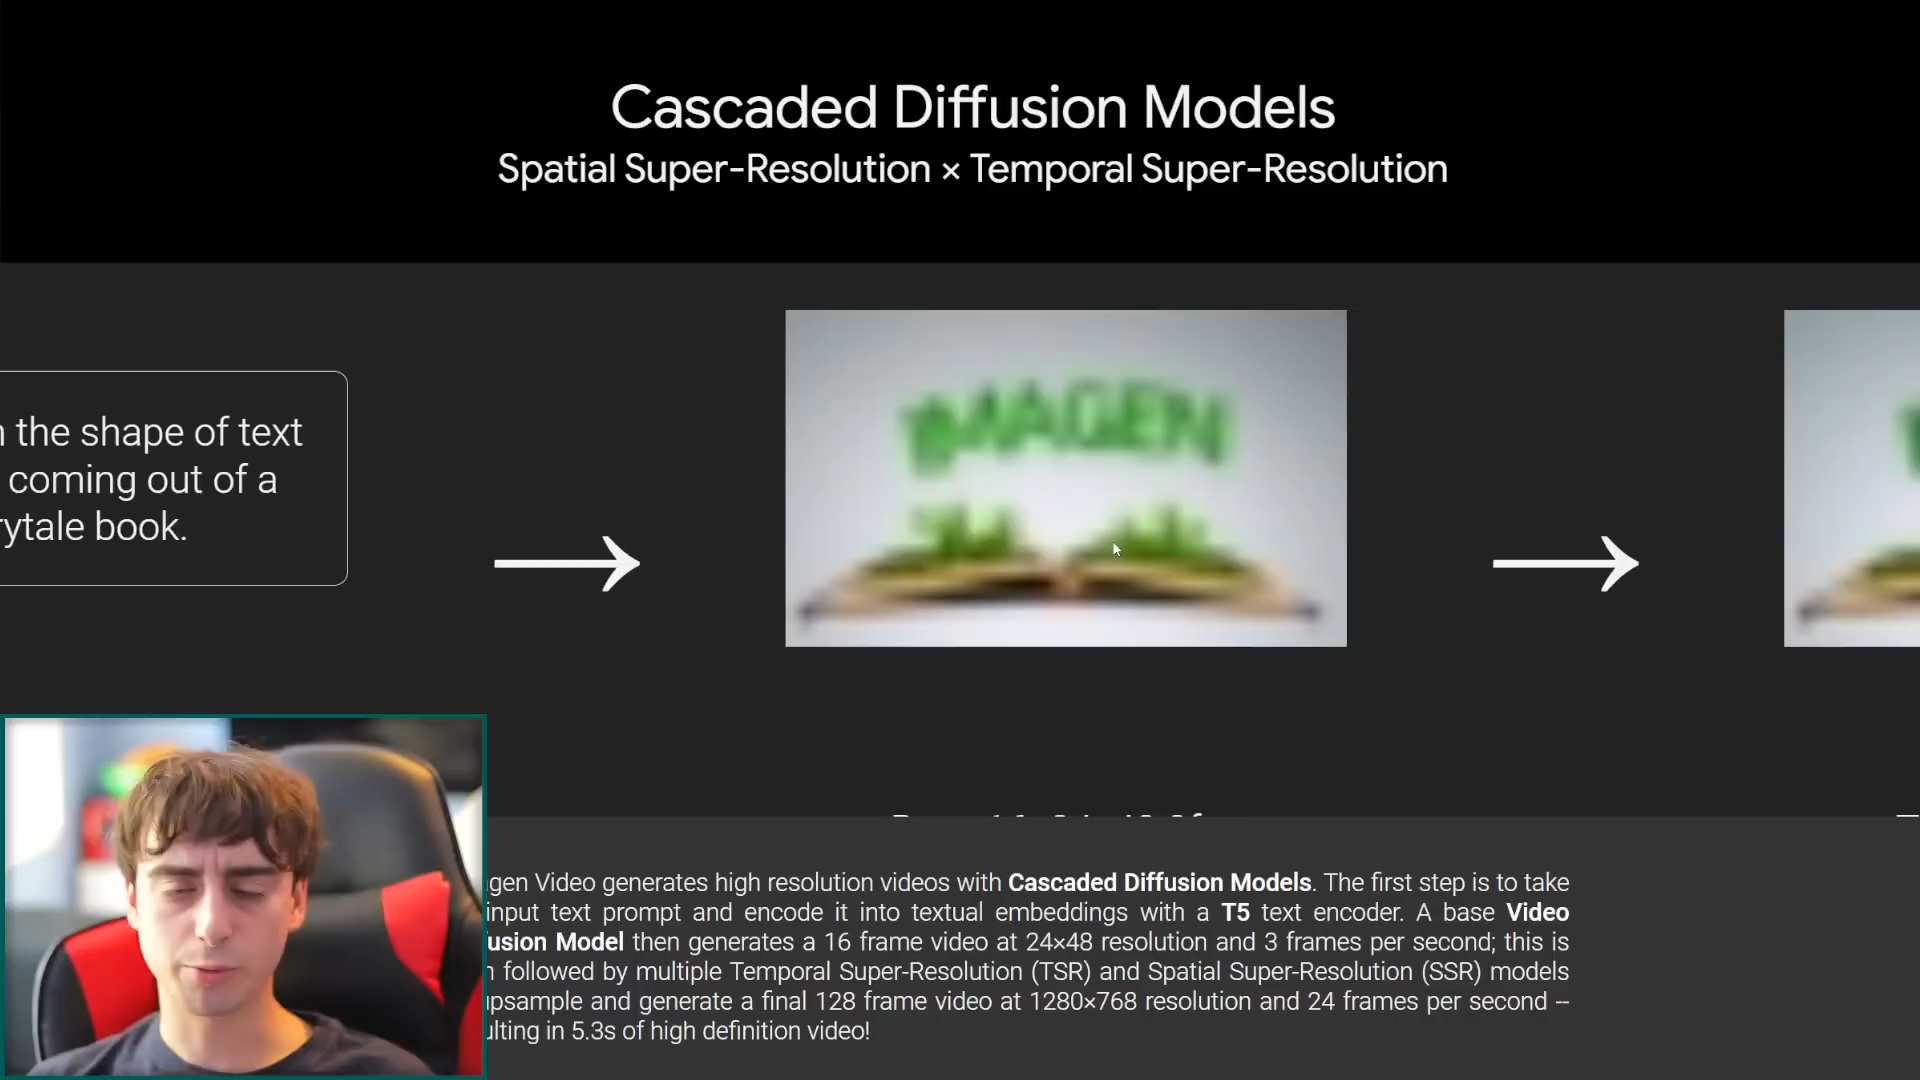 Cascaded Diffusion Models
Spatial Super-Resolution × Temporal Super-Resolution
the shape of text
coming out of a
book.
IMAGEN
Video generates high resolution videos with Cascaded Diffusion Models. The first step is to take
input text prompt and encode it into textual embeddings with a T5 text encoder. A base Video
Model then generates a 16 frame video at 24×48 resolution and 3 frames per second; this is
followed by multiple Temporal Super-Resolution (TSR) and Spatial Super-Resolution (SSR) models
and generate a final 128 frame video at 1280×768 resolution and 24 frames per second --
in 5.3s of high definition video!